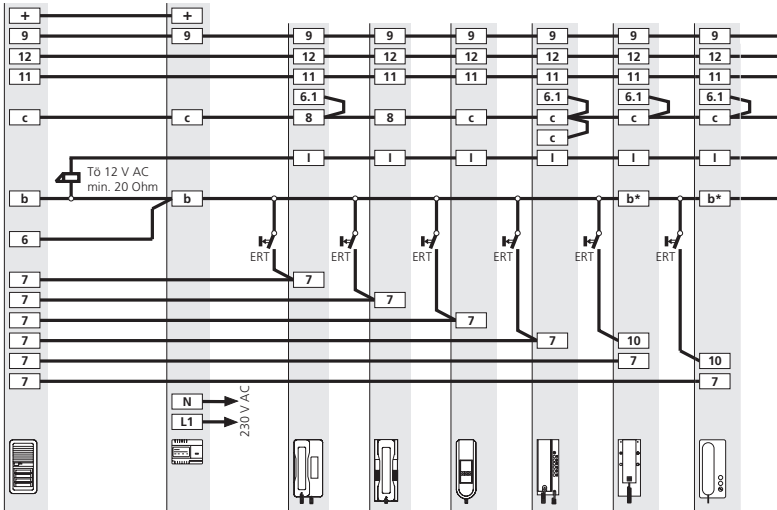 + +
9 9 9 9 9 9 9 9
12 12 12 12 12 12 12
11 11 11 11 11 11 11
6.1 6.1 6.1 6.1
c c 8 8 c c c c
c
I I I I I I
Tö 12 V AC
min. 20 Ohm
b b b* b*
6
ERT ERT ERT ERT ERT ERT
7 7
7 7
7 7
7 7 10
7 7 10
7 7
N
L1
230 V AC